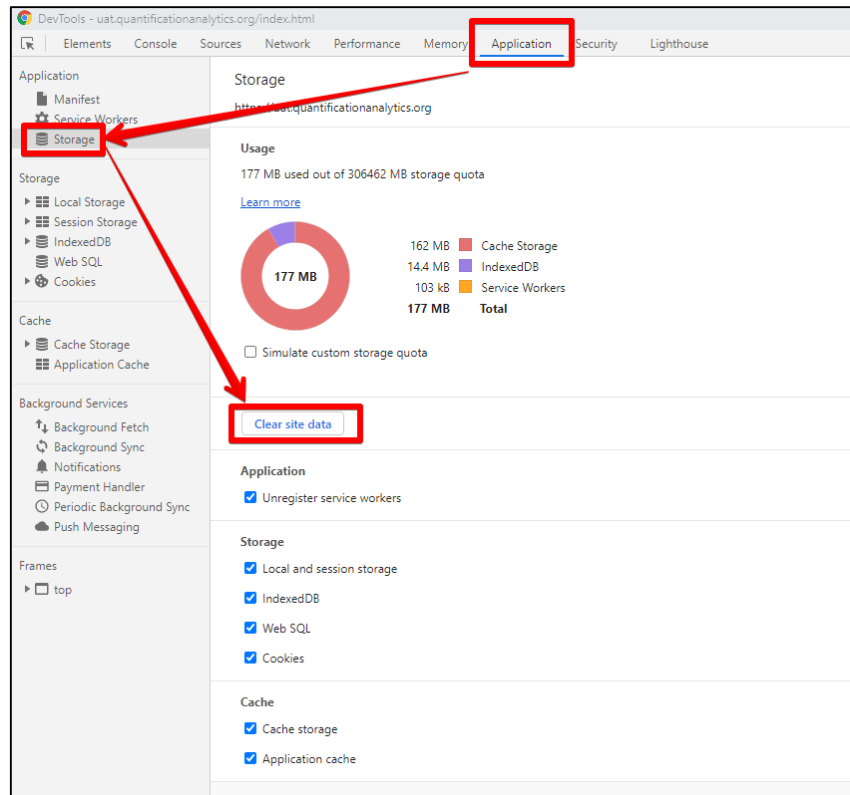 DevTools - uat.quantificationanalytics.org/index.html
Elements Console Sources Network Performance Memory Application Security Lighthouse
Application
Manifest
Service Workers
Storage
Storage
Local Storage
Session Storage
IndexedDB
Web SQL
Cookies
Cache
Cache Storage
Application Cache
Background Services
Background Fetch
Background Sync
Notifications
Payment Handler
Periodic Background Sync
Push Messaging
Frames
top
Storage
https://uat.quantificationanalytics.org
Usage
177 MB used out of 306462 MB storage quota
Learn more
177 MB
162 MB Cache Storage
14.4 MB IndexedDB
103 kB Service Workers
177 MB Total
Simulate custom storage quota
Clear site data
Application
Unregister service workers
Storage
Local and session storage
IndexedDB
Web SQL
Cookies
Cache
Cache storage
Application cache